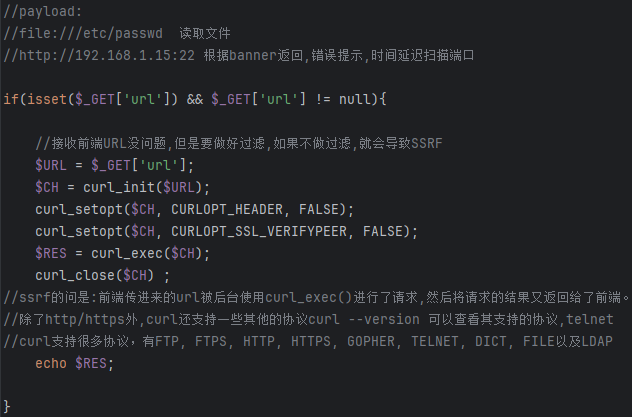 //payload:
//file:///etc/passwd  读取文件
//http://192.168.1.15:22 根据banner返回,错误提示,时间延迟扫描端口
if(isset($_GET['url']) && $_GET['url'] != null){
//接收前端URL没问题,但是要做好过滤,如果不做过滤,就会导致SSRF
$URL = $_GET['url'];
$CH = curl_init($URL);
curl_setopt($CH, CURLOPT_HEADER, FALSE);
curl_setopt($CH, CURLOPT_SSL_VERIFYPEER, FALSE);
$RES = curl_exec($CH);
curl_close($CH) ;
//ssrf的问是:前端传进来的url被后台使用curl_exec()进行了请求,然后将请求的结果又返回给了前端。
//除了http/https外,curl还支持一些其他的协议curl --version 可以查看其支持的协议,telnet
//curl支持很多协议，有FTP, FTPS, HTTP, HTTPS, GOPHER, TELNET, DICT, FILE以及LDAP
echo $RES;
}